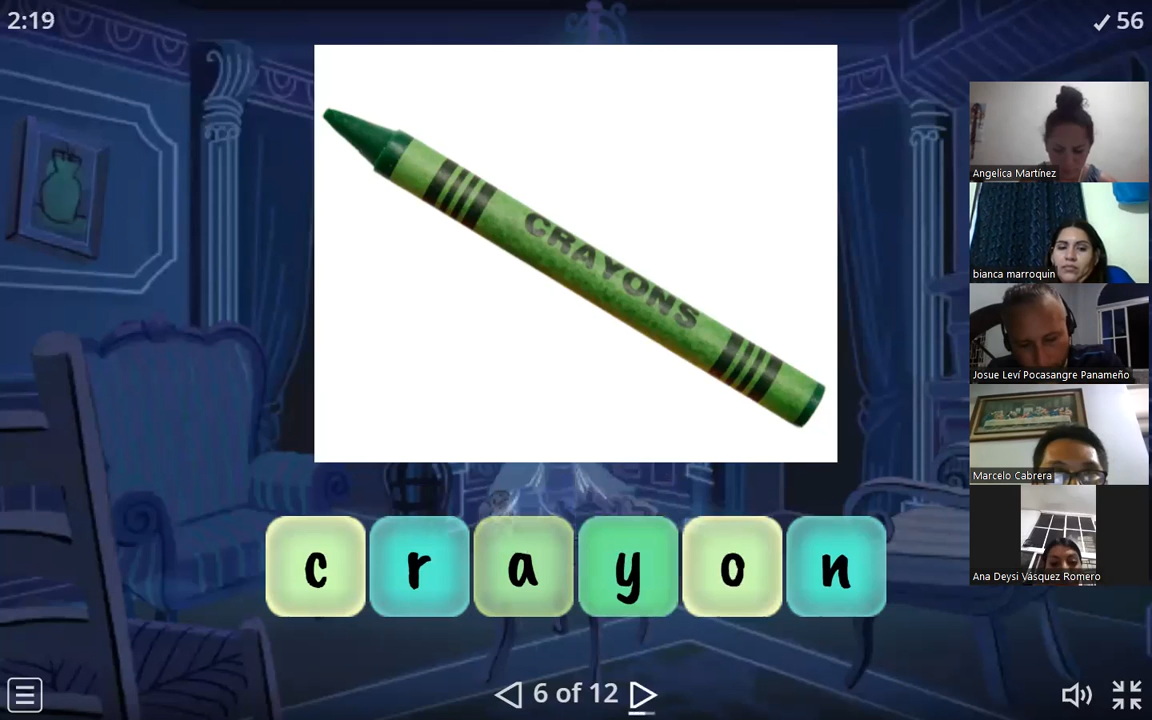 2:19
✓ 56
CRAYONS
Angelica Martínez
bianca marroquin
Josue Leví Pocasangre Panameño
Marcelo Cabrera
Ana Deysi Vásquez Romero
c r a y o n
6 of 12